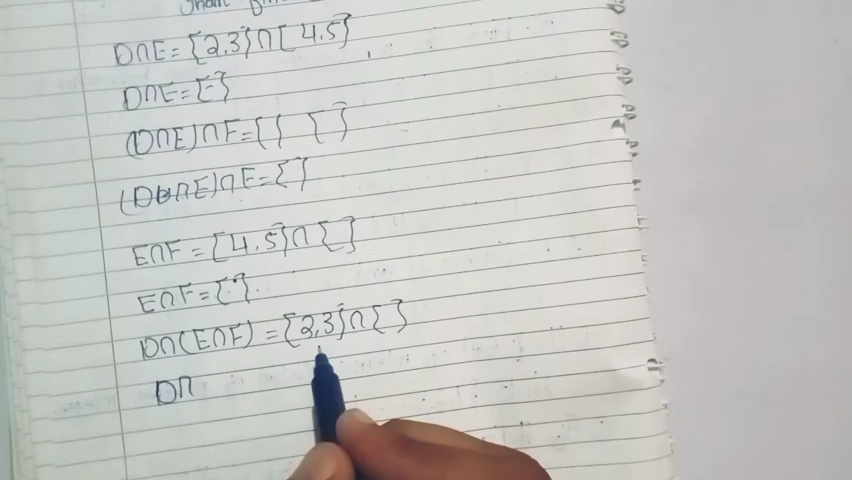 D∩E = {2,3}∩{4,5}
D∩E = { }
(D∩E)∩F = { } { }
(D∩E)∩F = { }
E∩F = {4,5}∩{ }
E∩F = { }.
D∩(E∩F) = {2,3}∩{ }
D∩